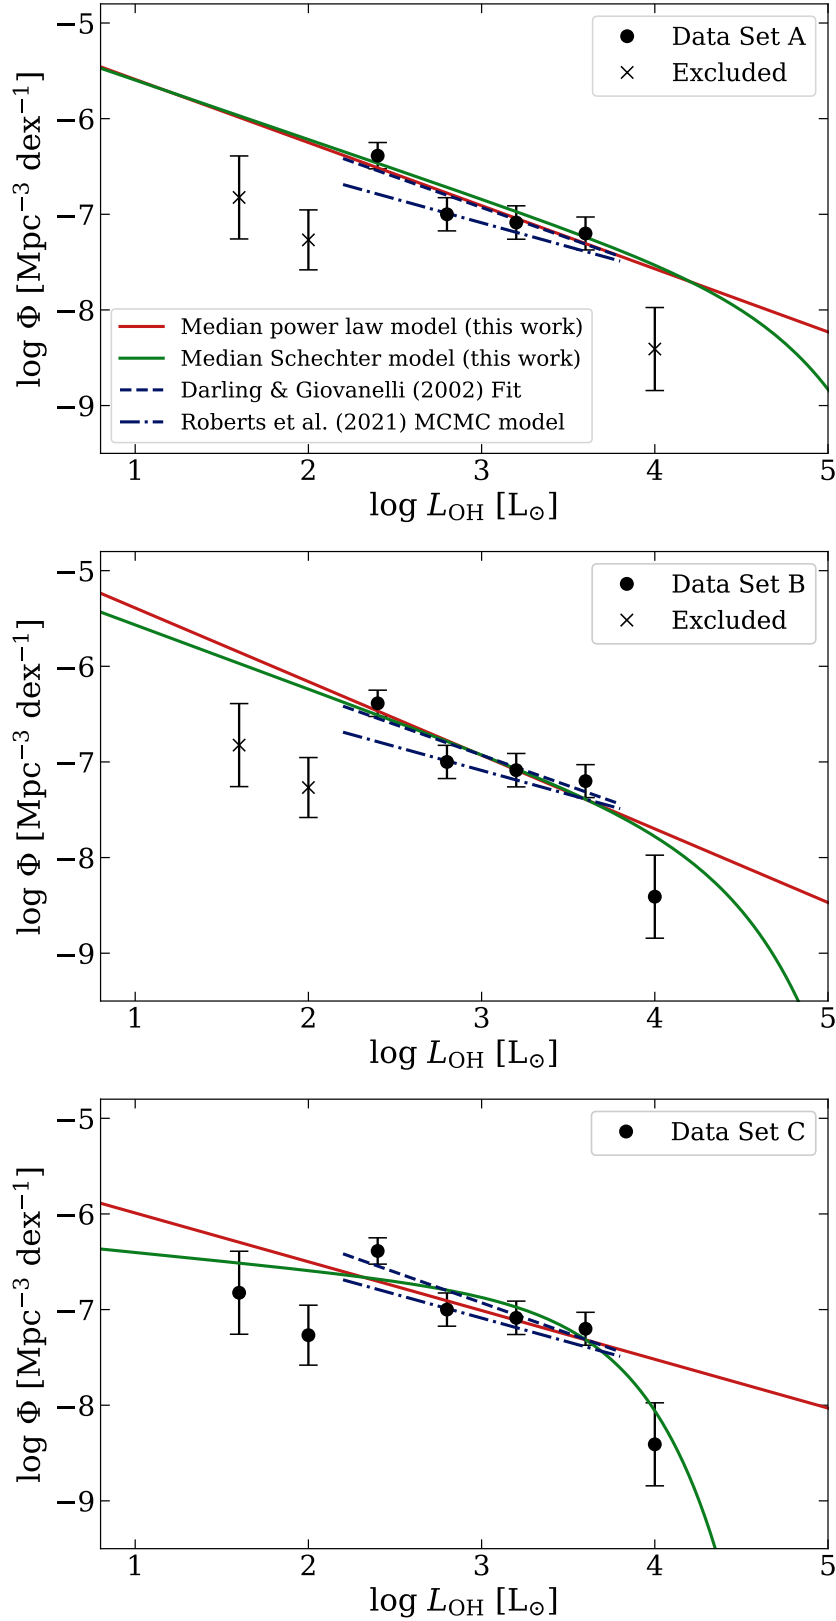 −5
−6
−7
−8
−9
log Φ [Mpc⁻³ dex⁻¹]
Data Set A
Excluded
Median power law model (this work)
Median Schechter model (this work)
Darling & Giovanelli (2002) Fit
Roberts et al. (2021) MCMC model
1 2 3 4 5
log L_OH [L_⊙]
−5
−6
−7
−8
−9
log Φ [Mpc⁻³ dex⁻¹]
Data Set B
Excluded
1 2 3 4 5
log L_OH [L_⊙]
−5
−6
−7
−8
−9
log Φ [Mpc⁻³ dex⁻¹]
Data Set C
1 2 3 4 5
log L_OH [L_⊙]